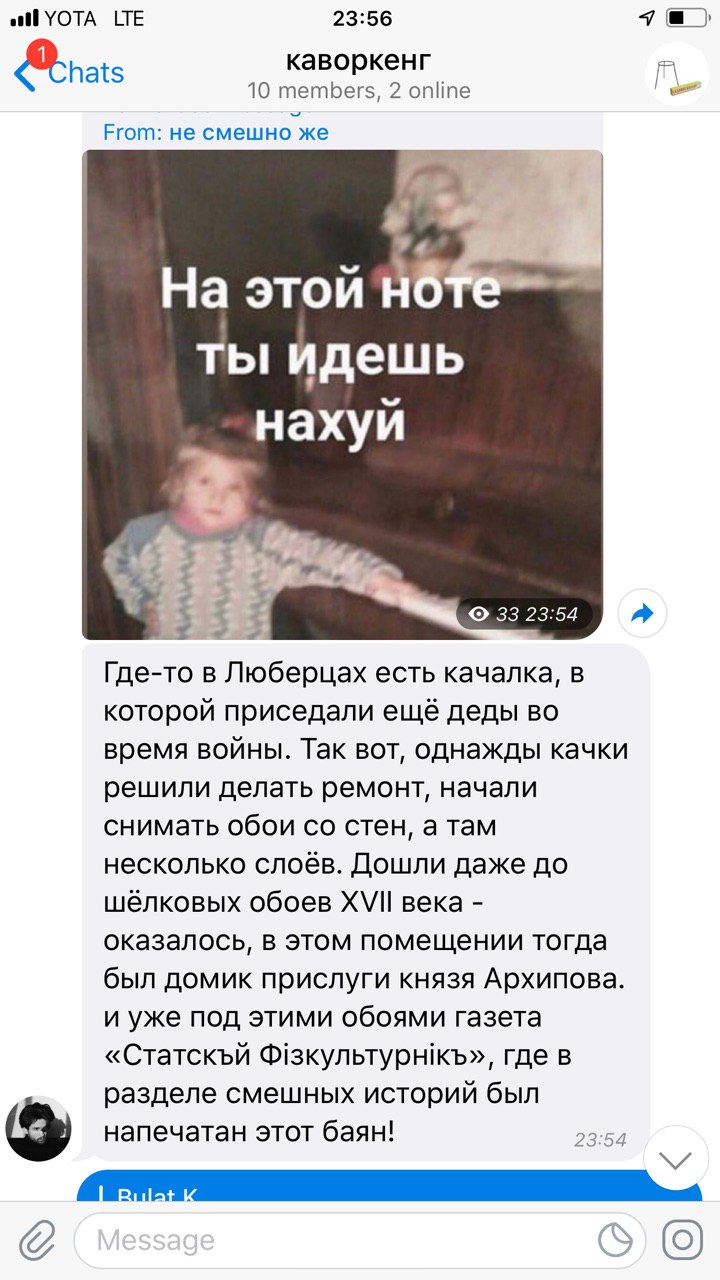 YOTA LTE 23:56
1
Chats
каворкенг
10 members, 2 online
From: не смешно же
На этой ноте
ты идешь
нахуй
33 23:54
Где-то в Люберцах есть качалка, в
которой приседали ещё деды во
время войны. Так вот, однажды качки
решили делать ремонт, начали
снимать обои со стен, а там
несколько слоёв. Дошли даже до
шёлковых обоев XVII века -
оказалось, в этом помещении тогда
был домик прислуги князя Архипова.
и уже под этими обоями газета
«Статскъй Фiзкультурнiкъ», где в
разделе смешных историй был
напечатан этот баян!
23:54
Bulat K
Message